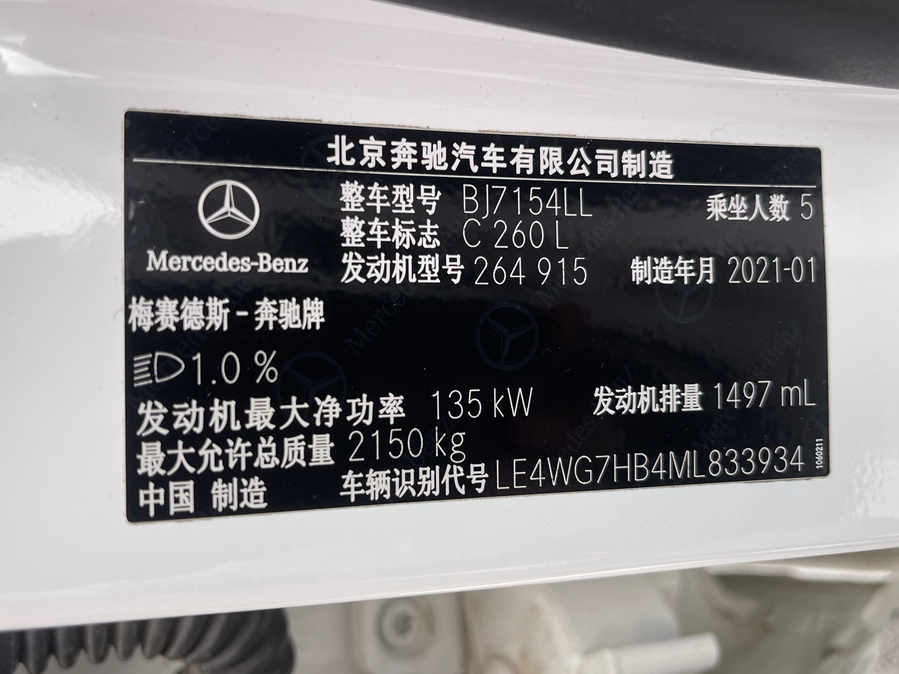 北京奔驰汽车有限公司制造
整车型号 BJ7154LL 乘坐人数 5
整车标志 C 260 L
Mercedes-Benz
发动机型号 264 915 制造年月 2021-01
梅赛德斯-奔驰牌
1.0 %
发动机最大净功率 135 kW 发动机排量 1497 mL
最大允许总质量 2150 kg
中国 制造 车辆识别代号 LE4WG7HB4ML833934
1060211